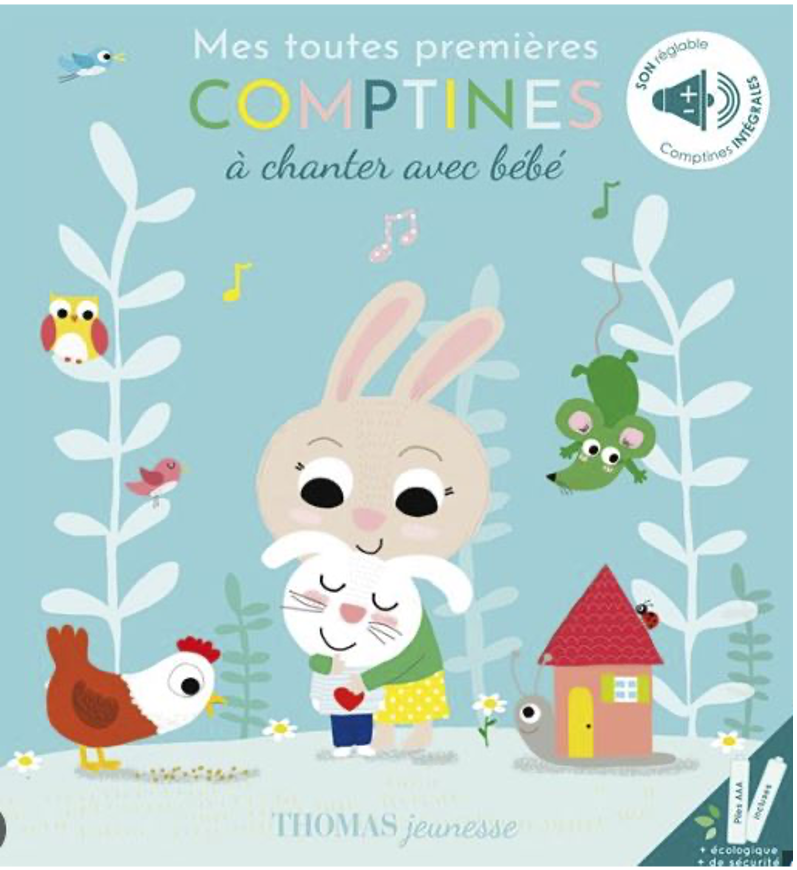 Mes toutes premières
COMPTINES
à chanter avec bébé
SON réglable
+
-
Comptines INTÉGRALES
THOMAS jeunesse
Piles AAA
incluses
+ écologique
+ de sécurité